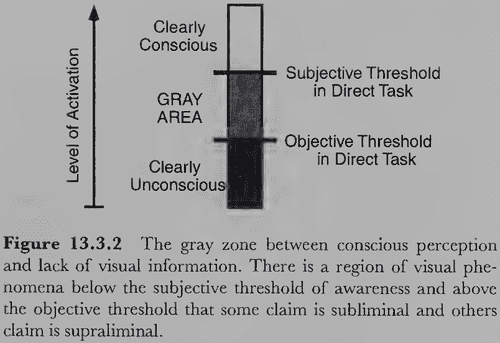 Clearly
Conscious
Subjective Threshold
in Direct Task
GRAY
AREA
Objective Threshold
in Direct Task
Clearly
Unconscious
Level of Activation
Figure 13.3.2 The gray zone between conscious perception
and lack of visual information. There is a region of visual phe-
nomena below the subjective threshold of awareness and above
the objective threshold that some claim is subliminal and others
claim is supraliminal.